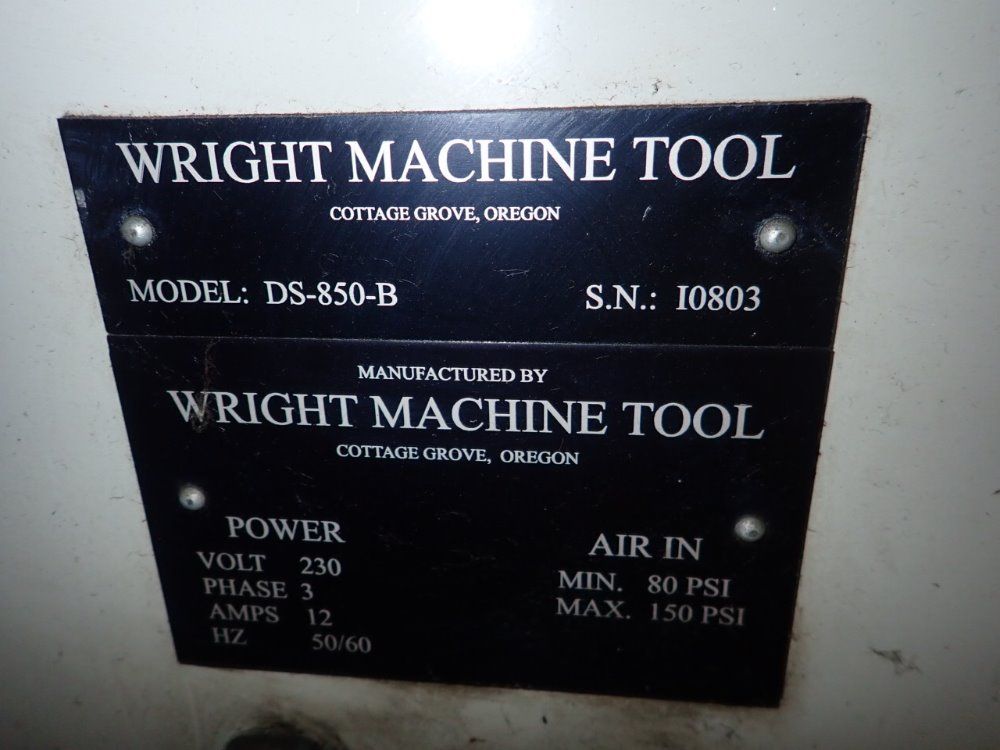 WRIGHT MACHINE TOOL
COTTAGE GROVE, OREGON
MODEL: DS-850-B S.N.: I0803
MANUFACTURED BY
WRIGHT MACHINE TOOL
COTTAGE GROVE, OREGON
POWER
VOLT 230
PHASE 3
AMPS 12
HZ 50/60
AIR IN
MIN. 80 PSI
MAX. 150 PSI